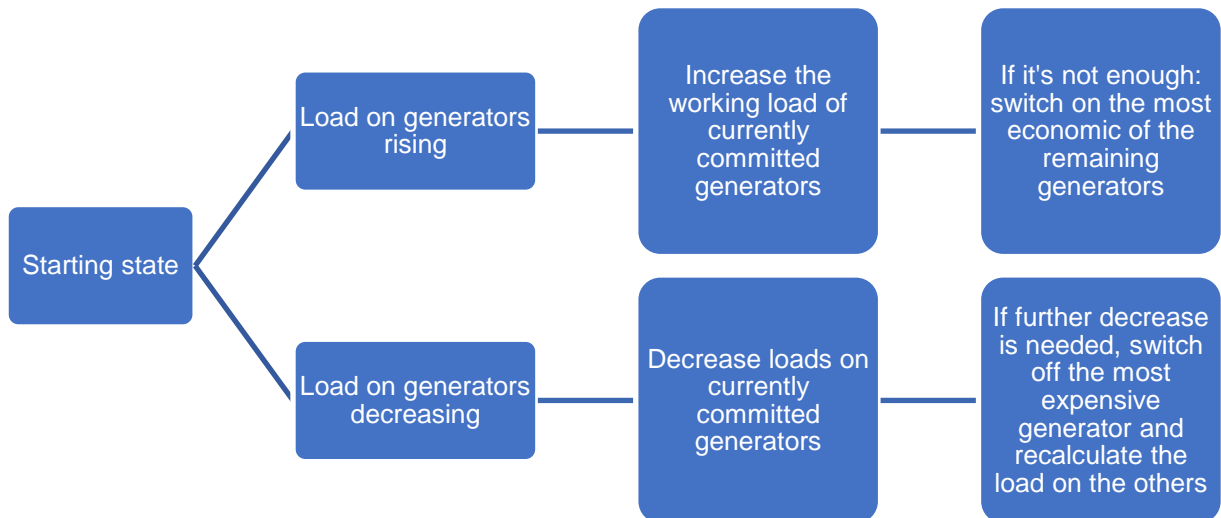 Starting state
Load on generators
rising
Increase the
working load of
currently
committed
generators
If it's not enough:
switch on the most
economic of the
remaining
generators
Load on generators
decreasing
Decrease loads on
currently
committed
generators
If further decrease
is needed, switch
off the most
expensive
generator and
recalculate the
load on the others